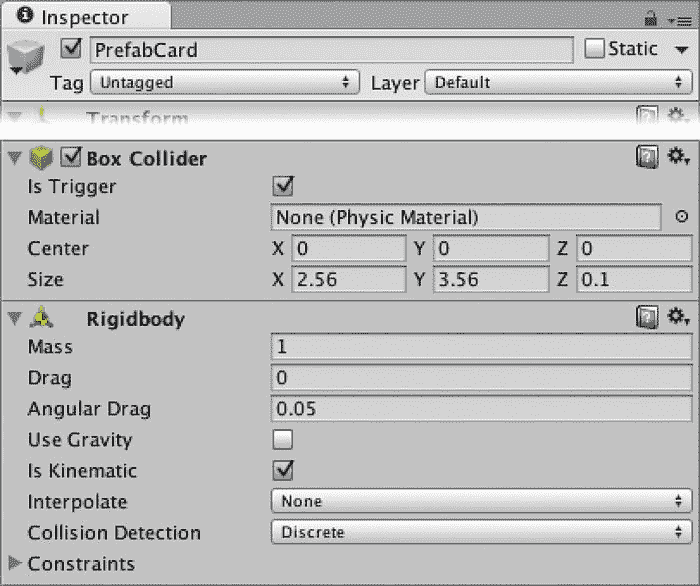 Inspector
PrefabCard Static
Tag Untagged Layer Default
Transform
Box Collider
Is Trigger
Material None (Physic Material)
Center X 0 Y 0 Z 0
Size X 2.56 Y 3.56 Z 0.1
Rigidbody
Mass 1
Drag 0
Angular Drag 0.05
Use Gravity
Is Kinematic
Interpolate None
Collision Detection Discrete
Constraints